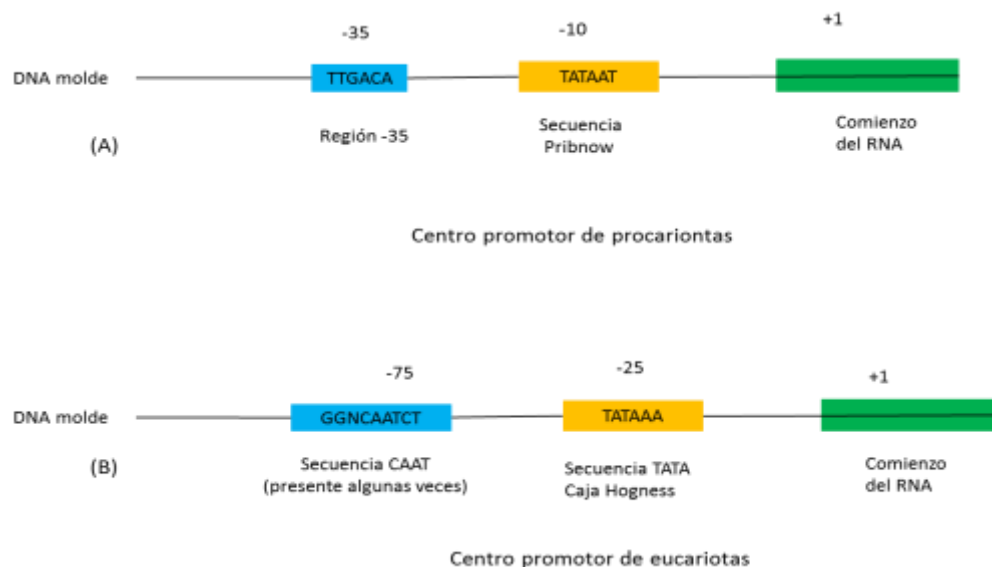 -35 -10 +1
DNA molde TTGACA TATAAT
Región -35 Secuencia Pribnow Comienzo del RNA
(A)
Centro promotor de procariontas
-75 -25 +1
DNA molde GGNCAATCT TATAAA
Secuencia CAAT (presente algunas veces) Secuencia TATA Caja Hogness Comienzo del RNA
(B)
Centro promotor de eucariotas